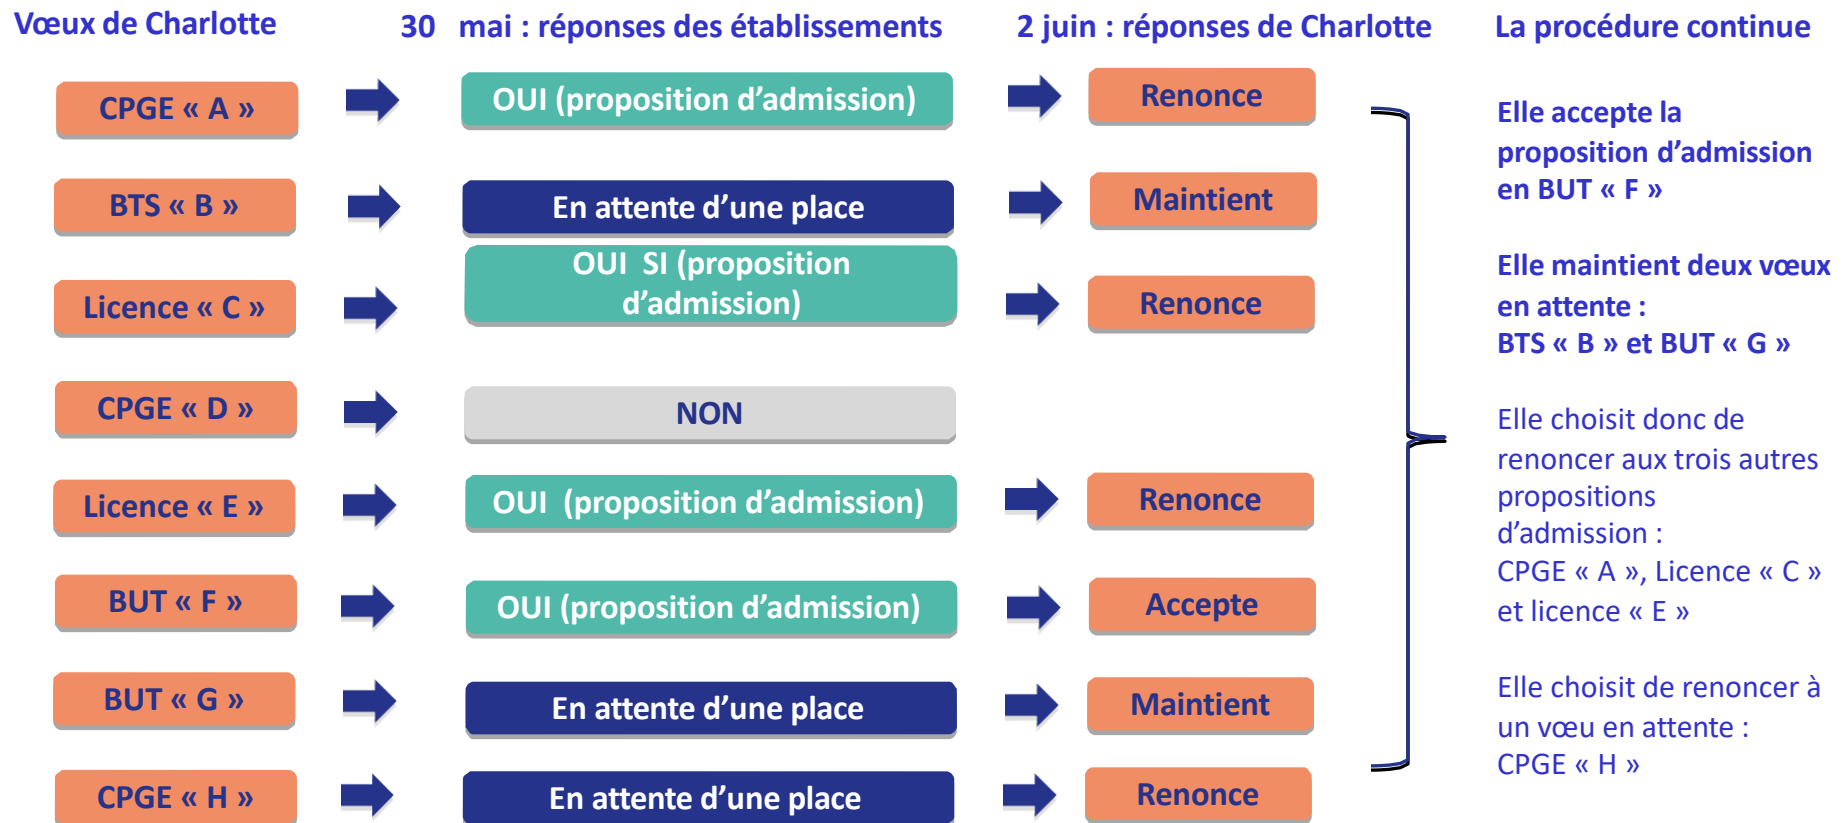 Vœux de Charlotte
30 mai : réponses des établissements
2 juin : réponses de Charlotte
La procédure continue
CPGE « A »
OUI (proposition d’admission)
Renonce
BTS « B »
En attente d’une place
Maintient
Licence « C »
OUI SI (proposition
d’admission)
Renonce
CPGE « D »
NON
Licence « E »
OUI (proposition d’admission)
Renonce
BUT « F »
OUI (proposition d’admission)
Accepte
BUT « G »
En attente d’une place
Maintient
CPGE « H »
En attente d’une place
Renonce
Elle accepte la
proposition d’admission
en BUT « F »
Elle maintient deux vœux
en attente :
BTS « B » et BUT « G »
Elle choisit donc de
renoncer aux trois autres
propositions
d’admission :
CPGE « A », Licence « C »
et licence « E »
Elle choisit de renoncer à
un vœu en attente :
CPGE « H »